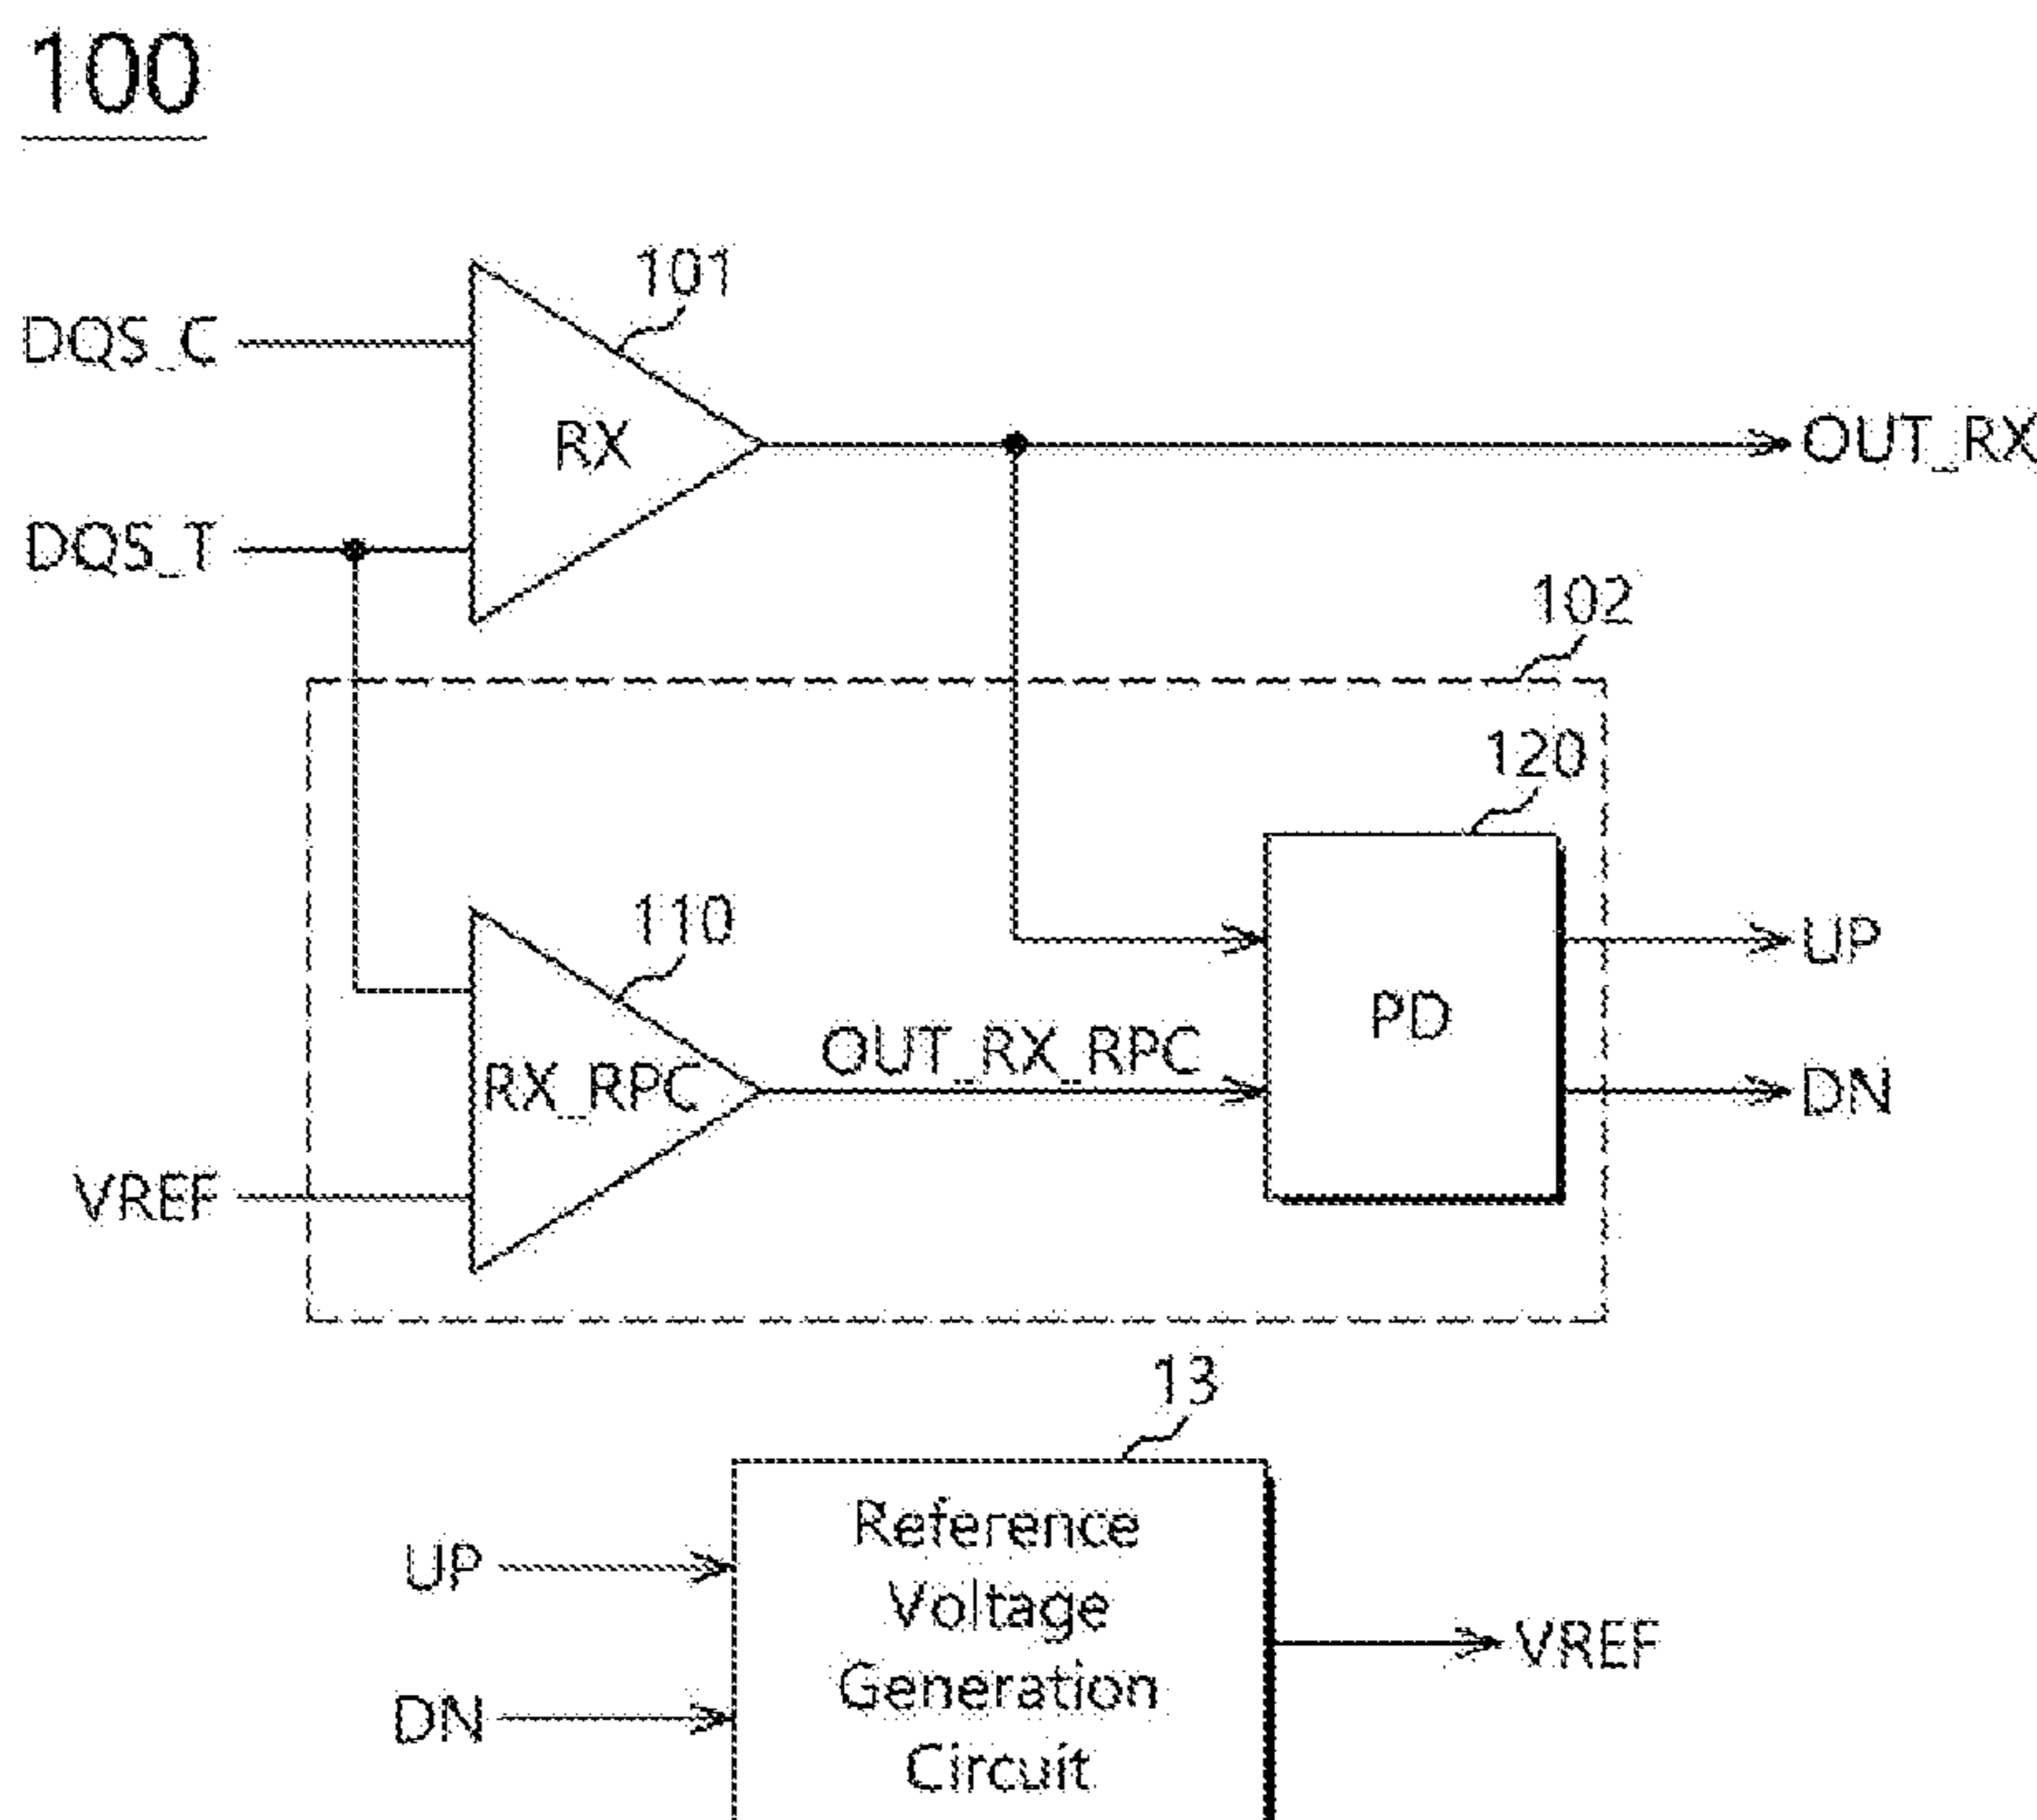 100
101
DQS_C
RX
OUT_RX
DQS_T
102
120
110
UP
PD
OUT_RX_RPC
RX_RPC
DN
VREF
13
Reference
Voltage
Generation
Circuit
UP
VREF
DN